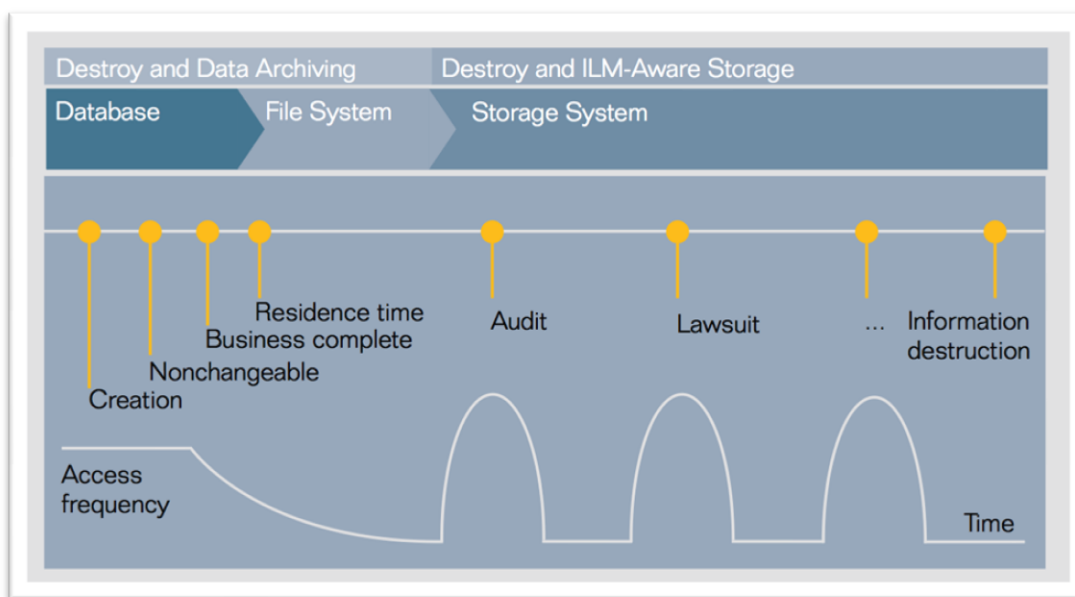 Destroy and Data Archiving
Destroy and ILM-Aware Storage
Database
File System
Storage System
Residence time
Business complete
Nonchangeable
Creation
Audit
Lawsuit
...
Information
destruction
Access
frequency
Time